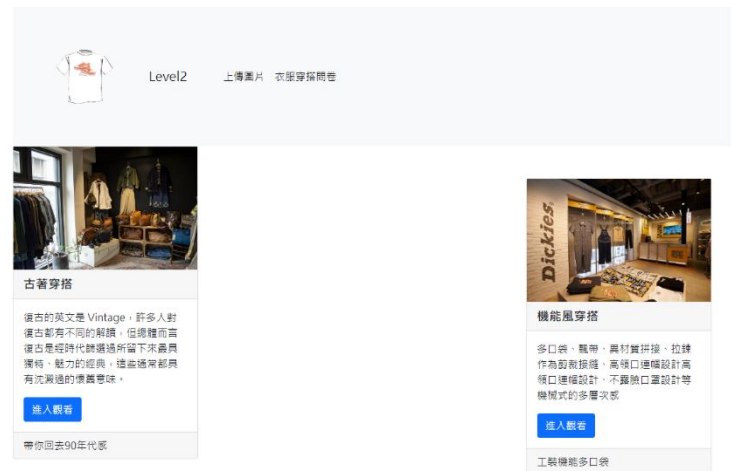 Level2
上傳圖片
衣服穿搭問卷
古著穿搭
復古的英文是 Vintage，許多人對
復古都有不同的解讀，但總體而言
復古是經時代篩選過所留下來最具
獨特、魅力的經典，這些通常都具
有沈澱過的懷舊意味。
進入觀看
帶你回去90年代感
Dickies
機能風穿搭
多口袋、飄帶、異材質拼接、拉鍊
作為剪裁接縫、高領口連帽設計高
領口連帽設計、不露臉口罩設計等
機械式的多層次感
進入觀看
工裝機能多口袋